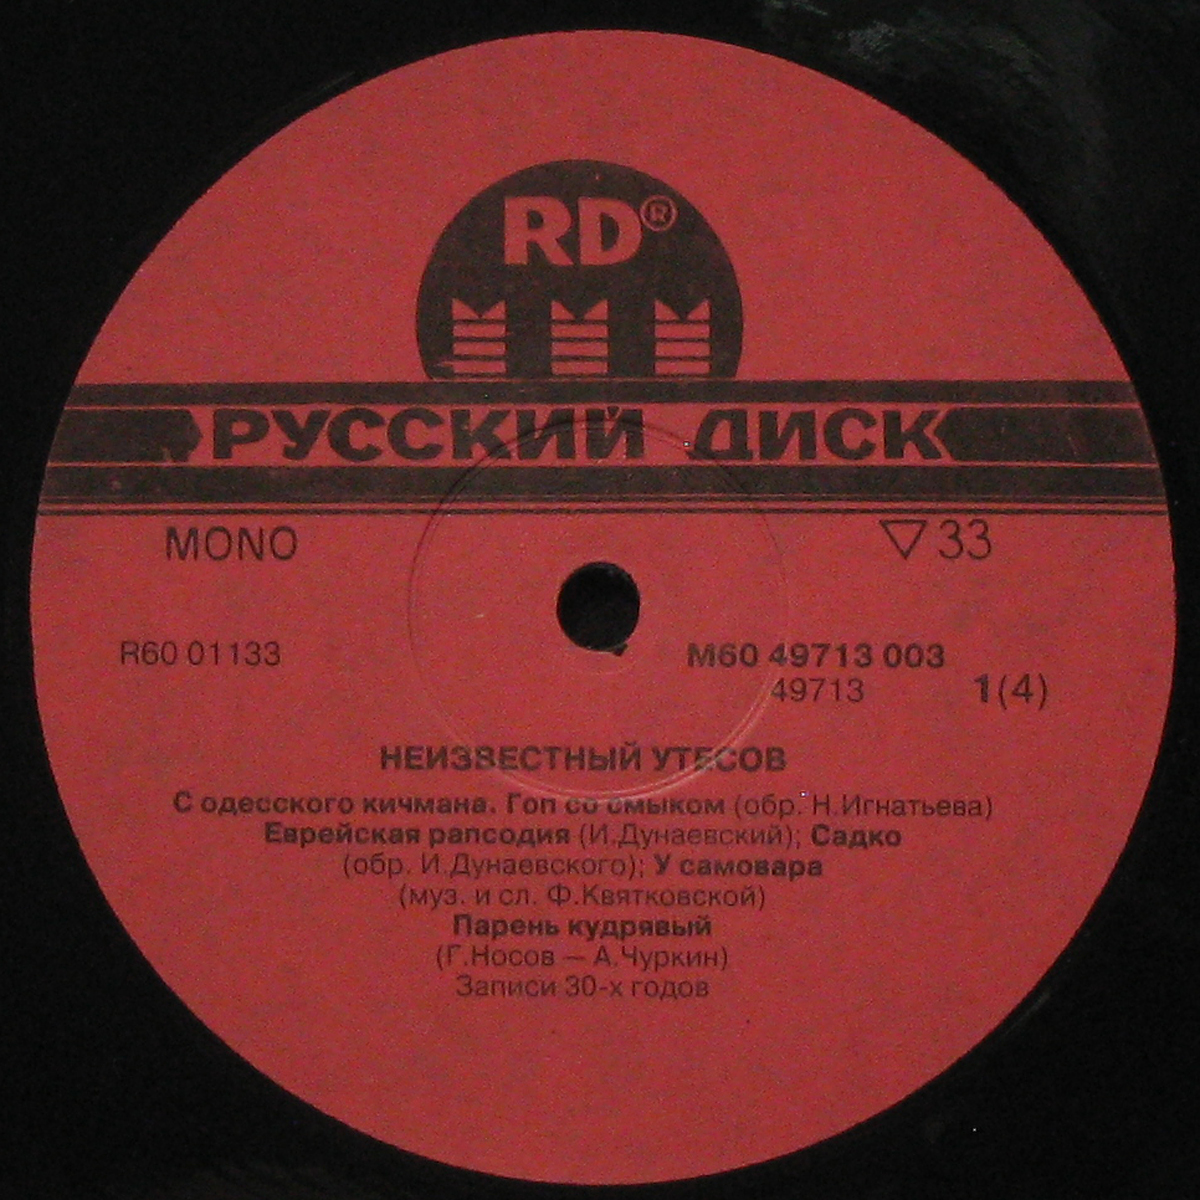 RD®
РУССКИЙ ДИСК
MONO ▽33
R60 01133 М60 49713 003
49713 1(4)
НЕИЗВЕСТНЫЙ УТЕСОВ
С одесского кичмана. Гоп со смыком (обр. Н.Игнатьева)
Еврейская рапсодия (И.Дунаевский); Садко
(обр. И.Дунаевского); У самовара
(муз. и сл. Ф.Квятковской)
Парень кудрявый
(Г.Носов – А.Чуркин)
Записи 30-х годов